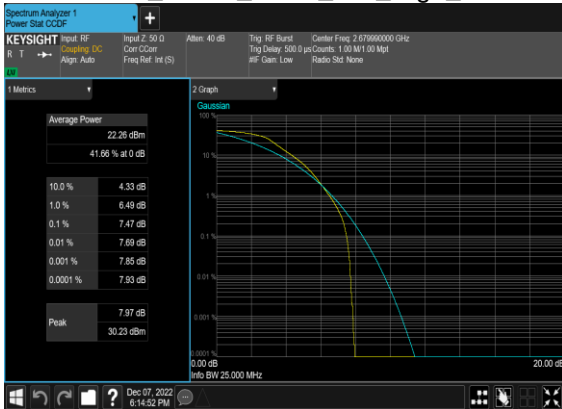 Spectrum Analyzer 1
Power Stat CCDF
KEYSIGHT
R T
LXI
Input: RF
Coupling: DC
Align: Auto
Input Z: 50 Ω
Corr CCorr
Freq Ref: Int (S)
Atten: 40 dB
Trig: RF Burst
Trig Delay: 500.0 µs
#IF Gain: Low
Center Freq: 2.679990000 GHz
Counts: 1.00 M/1.00 Mpt
Radio Std: None
1 Metrics
Average Power
22.26 dBm
41.66 % at 0 dB
10.0 % 4.33 dB
1.0 % 6.49 dB
0.1 % 7.47 dB
0.01 % 7.69 dB
0.001 % 7.85 dB
0.0001 % 7.93 dB
Peak
7.97 dB
30.23 dBm
2 Graph
Gaussian
100 %
10 %
1 %
0.1 %
0.01 %
0.001 %
0.0001 %
0.00 dB
20.00 dB
Info BW 25.000 MHz
Dec 07, 2022
6:14:52 PM